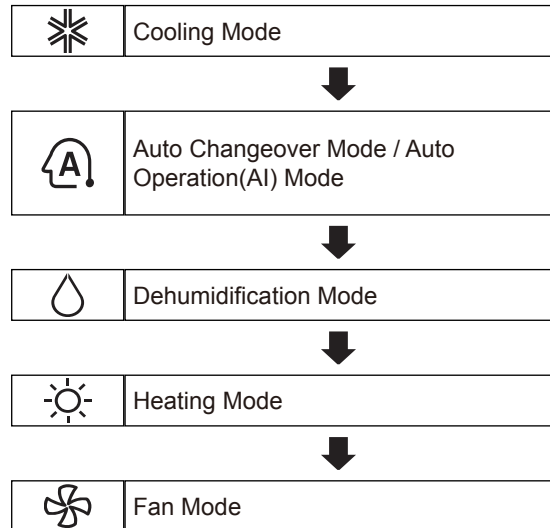 Cooling Mode
A
Auto Changeover Mode / Auto
Operation(AI) Mode
Dehumidification Mode
Heating Mode
Fan Mode